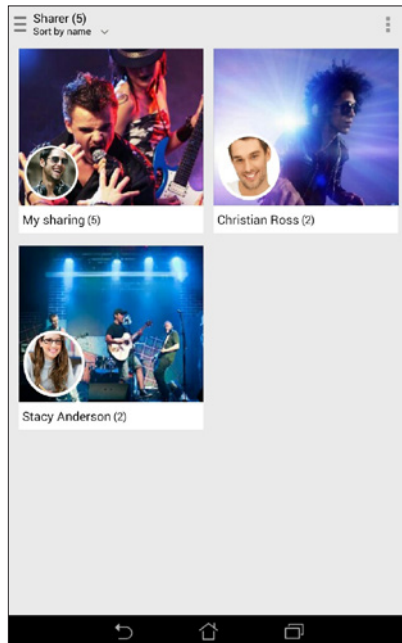 Sharer (5)
Sort by name
My sharing (5)
Christian Ross (2)
Stacy Anderson (2)